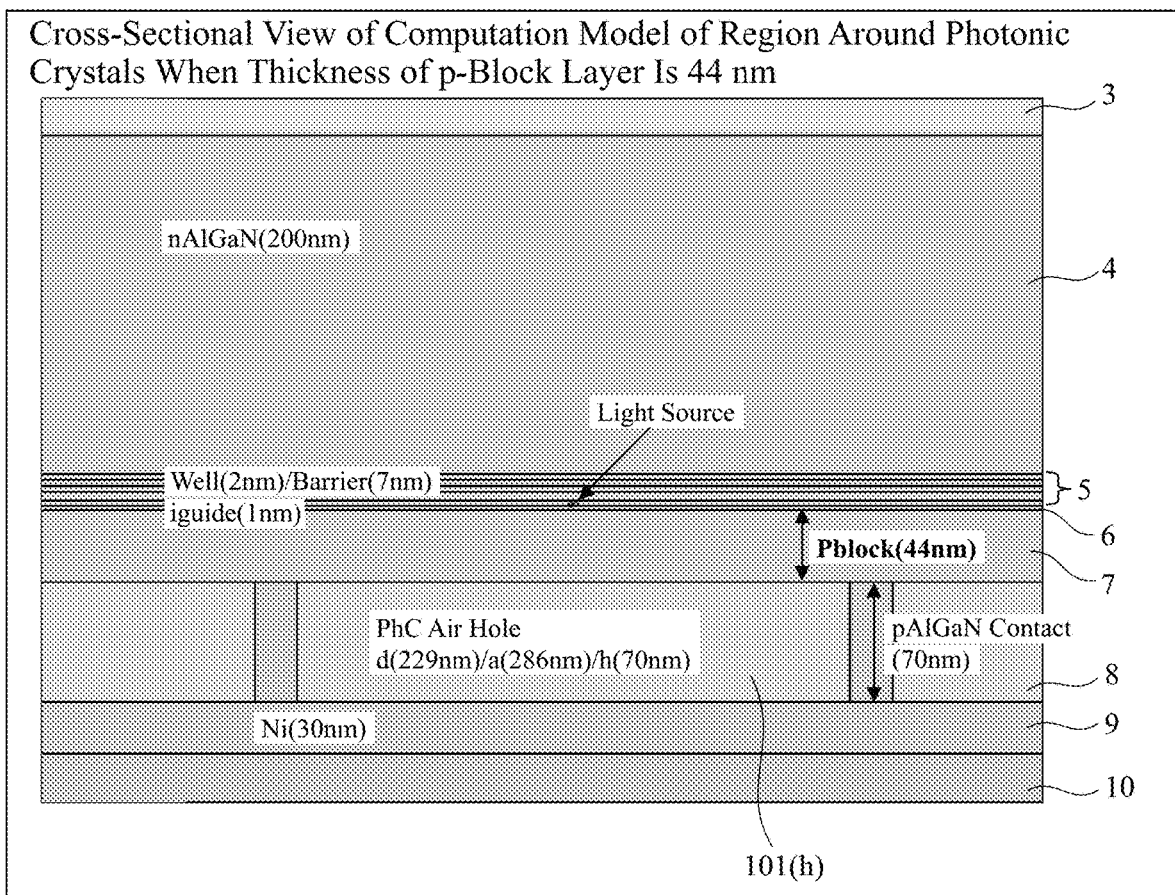 Cross-Sectional View of Computation Model of Region Around Photonic
Crystals When Thickness of p-Block Layer Is 44 nm
3
nAlGaN(200nm)
4
Light Source
Well(2nm)/Barrier(7nm)
5
iguide(1nm)
6
Pblock(44nm)
7
PhC Air Hole
d(229nm)/a(286nm)/h(70nm)
pAlGaN Contact
(70nm)
8
Ni(30nm)
9
10
101(h)